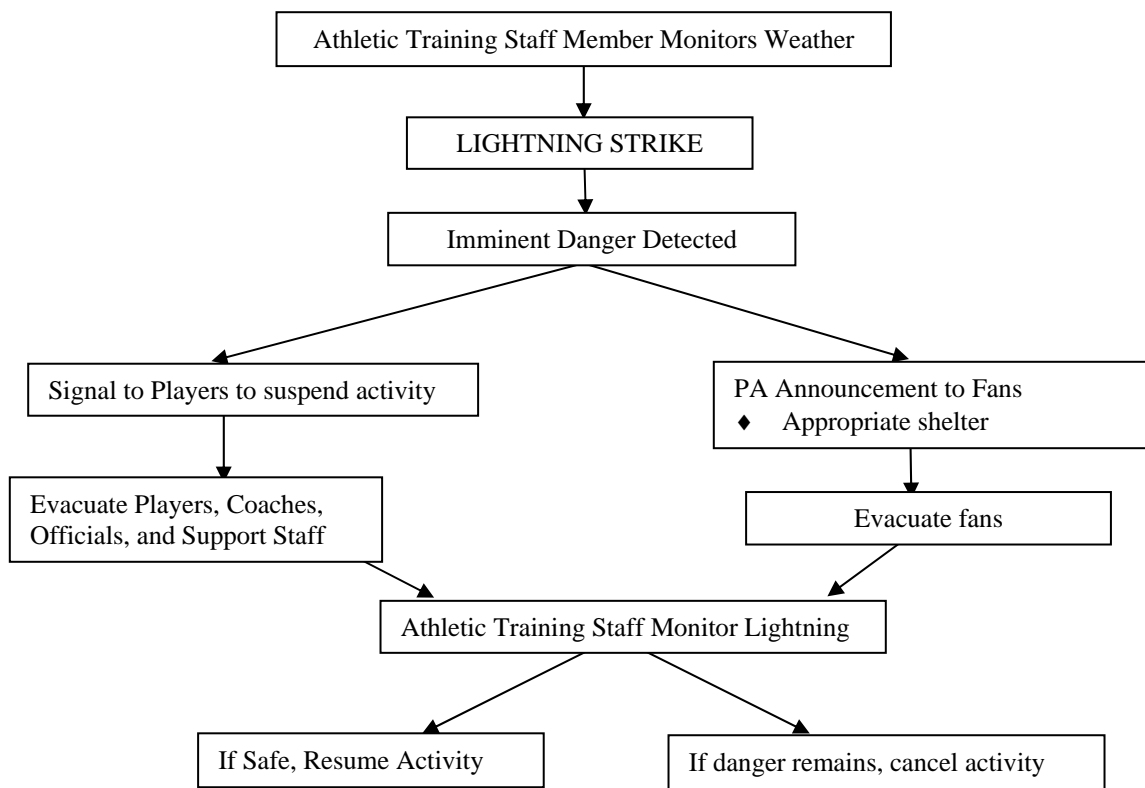 Athletic Training Staff Member Monitors Weather
LIGHTNING STRIKE
Imminent Danger Detected
Signal to Players to suspend activity
PA Announcement to Fans
♦ Appropriate shelter
Evacuate Players, Coaches,
Officials, and Support Staff
Evacuate fans
Athletic Training Staff Monitor Lightning
If Safe, Resume Activity
If danger remains, cancel activity